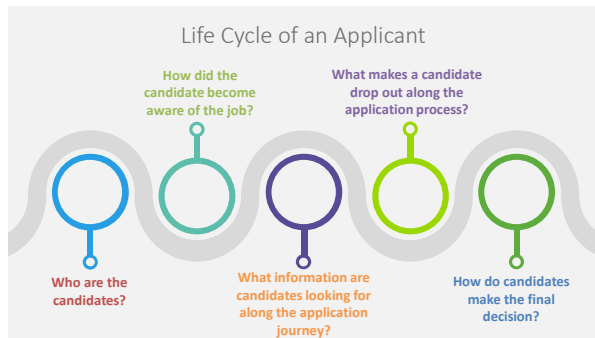 Life Cycle of an Applicant
How did the
candidate become
aware of the job?
What makes a candidate
drop out along the
application process?
Who are the
candidates?
What information are
candidates looking for
along the application
journey?
How do candidates
make the final
decision?